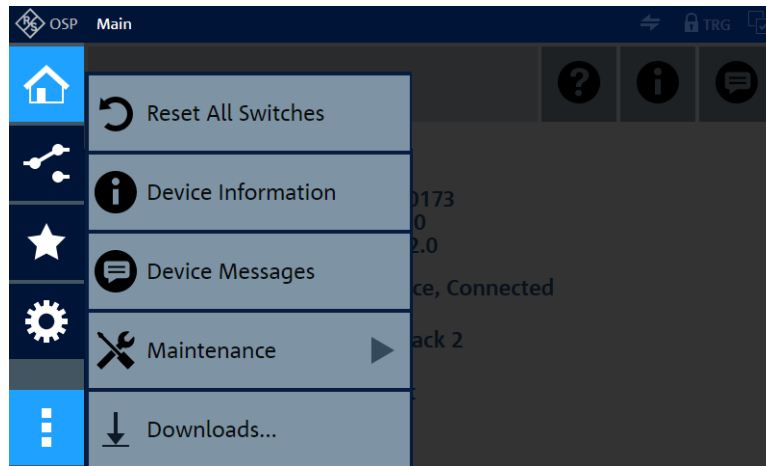 R&S OSP Main TRG
Reset All Switches
Device Information
0173
0
2.0
Device Messages
ce, Connected
Maintenance
ack 2
Downloads...